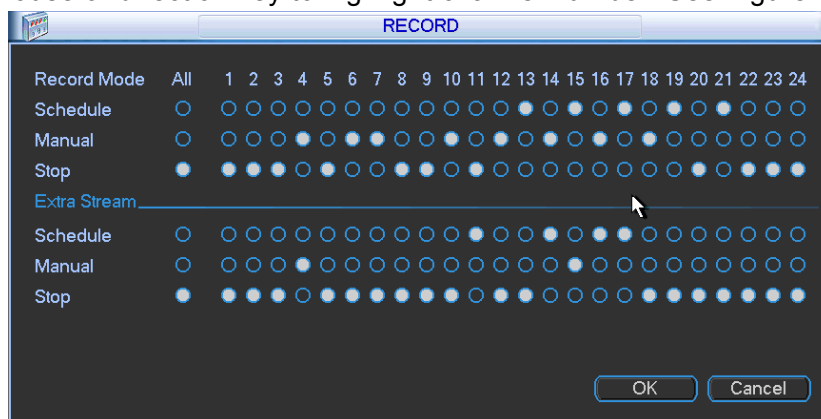 RECORD
Record Mode All 1 2 3 4 5 6 7 8 9 10 11 12 13 14 15 16 17 18 19 20 21 22 23 24
Schedule
Manual
Stop
Extra Stream
Schedule
Manual
Stop
OK Cancel